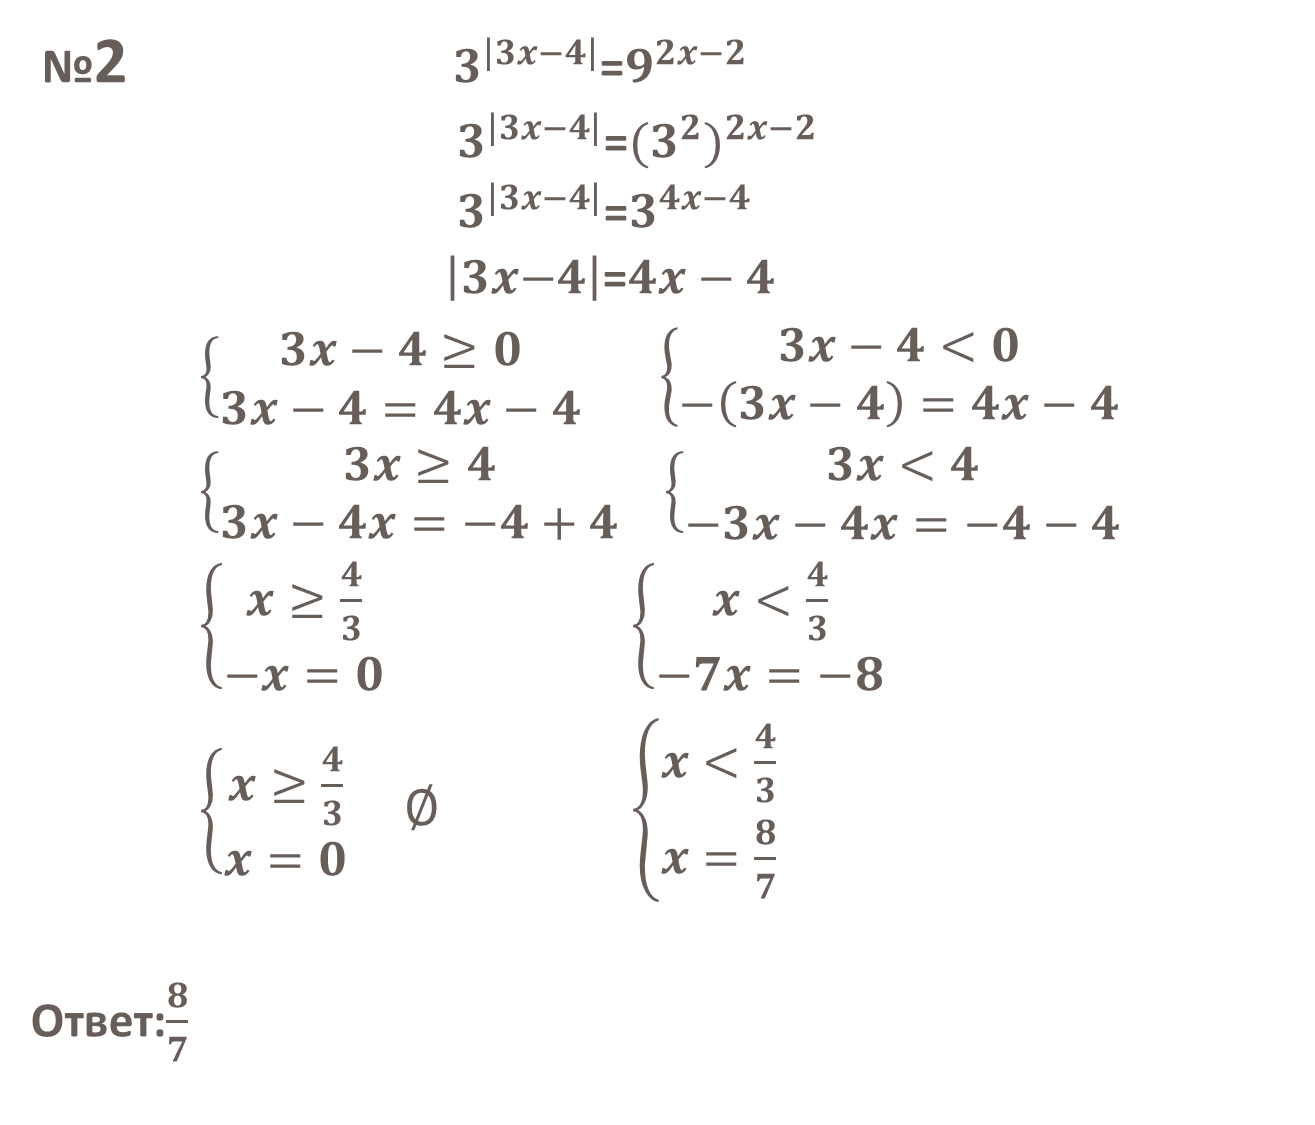 №2
3^|3x−4|=9^2x−2
3^|3x−4|=(3^2)^2x−2
3^|3x−4|=3^4x−4
|3x−4|=4x − 4
{3x − 4 ≥ 0 {3x − 4 < 0
3x − 4 = 4x − 4 −(3x − 4) = 4x − 4
{3x ≥ 4 {3x < 4
3x − 4x = −4 + 4 −3x − 4x = −4 − 4
{x ≥ 4/3 {x < 4/3
−x = 0 −7x = −8
{x ≥ 4/3 ∅ {x < 4/3
x = 0 x = 8/7
Ответ:8/7